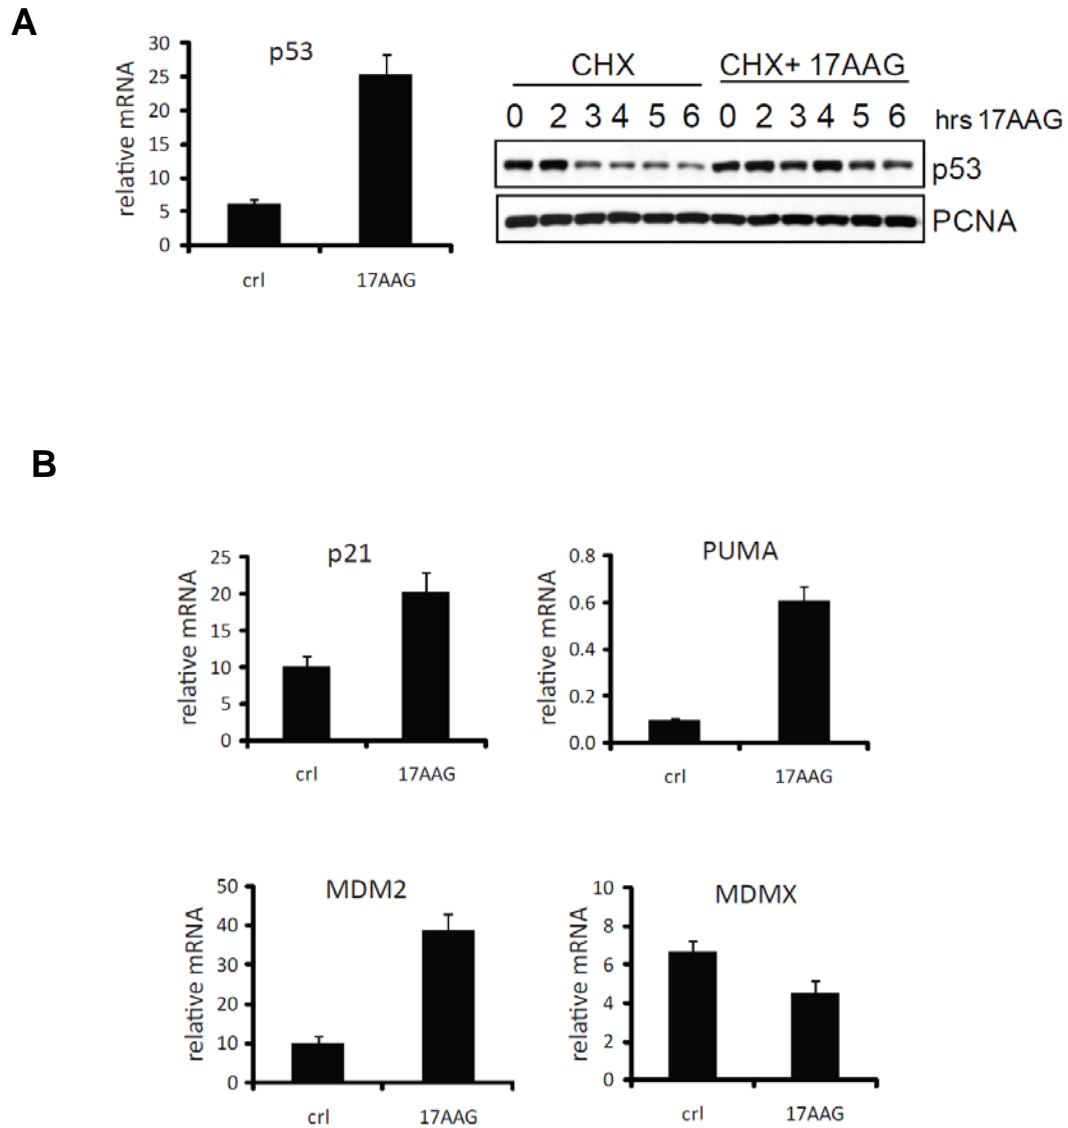 A
p53
relative mRNA
30
25
20
15
10
5
0
crl 17AAG
CHX CHX+ 17AAG
0 2 3 4 5 6 0 2 3 4 5 6 hrs 17AAG
p53
PCNA
B
p21
relative mRNA
25
20
15
10
5
0
crl 17AAG
PUMA
relative mRNA
0.8
0.6
0.4
0.2
0.0
crl 17AAG
MDM2
relative mRNA
50
40
30
20
10
0
crl 17AAG
MDMX
relative mRNA
10
8
6
4
2
0
crl 17AAG